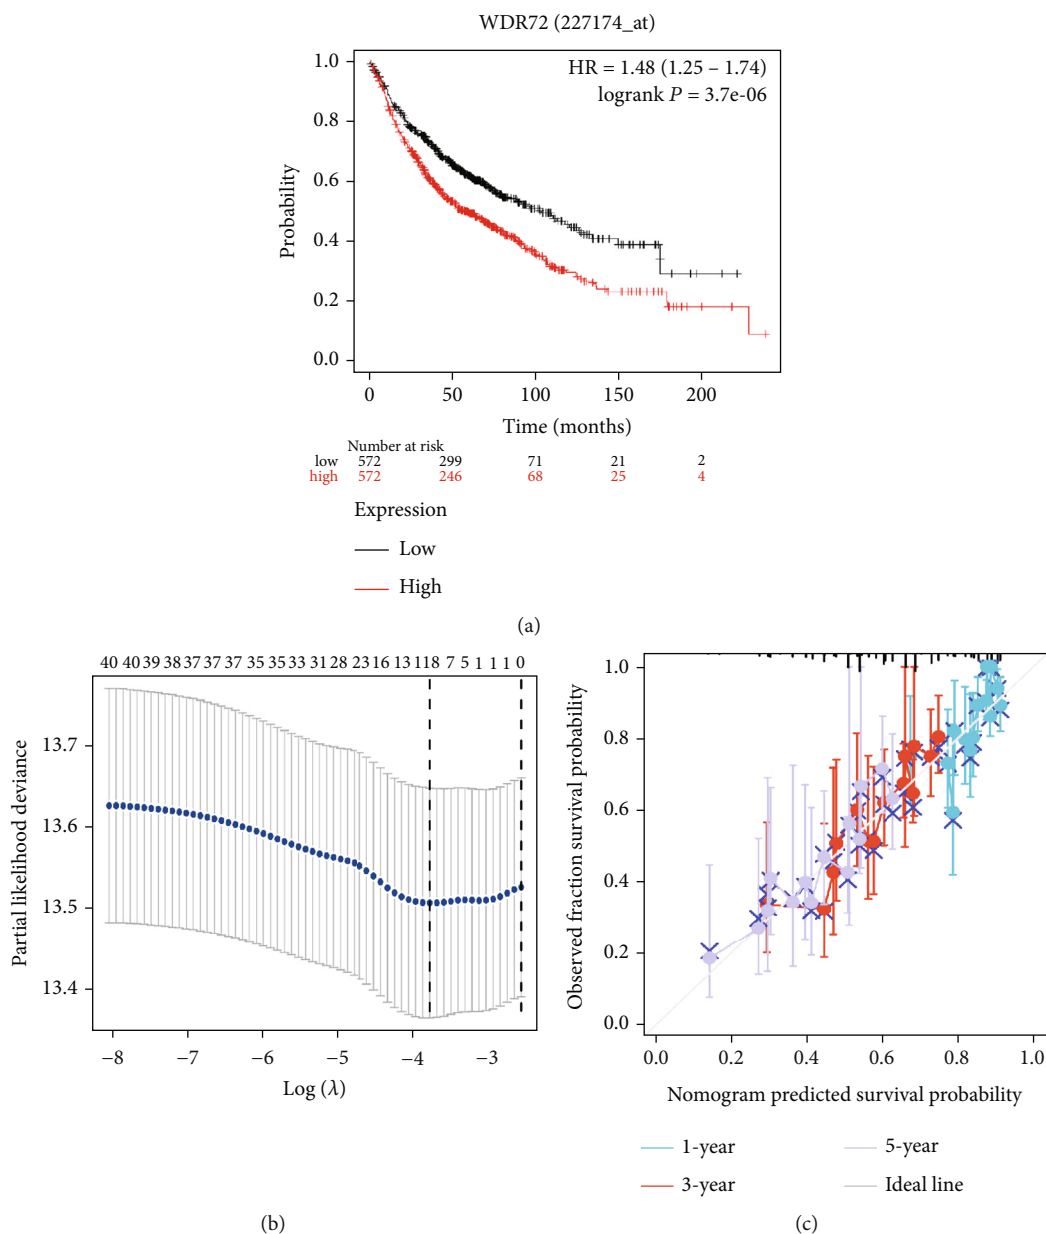 WDR72 (227174_at)
HR = 1.48 (1.25 – 1.74)
logrank P = 3.7e-06
Probability
1.0
0.8
0.6
0.4
0.2
0.0
0 50 100 150 200
Time (months)
Number at risk
low 572 299 71 21 2
high 572 246 68 25 4
Expression
Low
High
(a)
40 40 39 38 37 37 37 35 35 33 31 28 23 16 13 11 8 7 5 1 1 1 0
Partial likelihood deviance
13.7
13.6
13.5
13.4
−8 −7 −6 −5 −4 −3
Log (λ)
(b)
Observed fraction survival probability
1.0
0.8
0.6
0.4
0.2
0.0
0.0 0.2 0.4 0.6 0.8 1.0
Nomogram predicted survival probability
1-year 5-year
3-year Ideal line
(c)